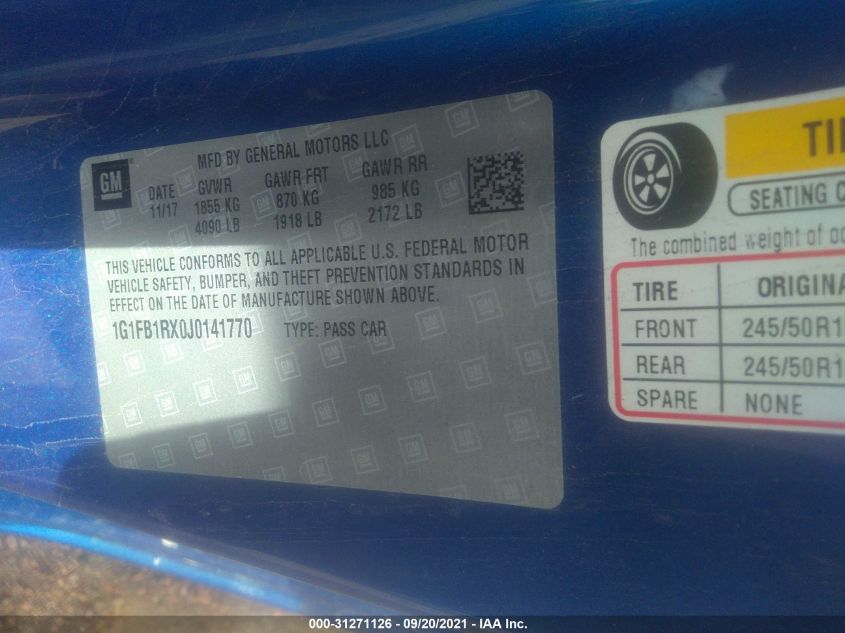 GM
MFD BY GENERAL MOTORS LLC
DATE GVWR GAWR FRT GAWR RR
11/17 1855 KG 870 KG 985 KG
4090 LB 1918 LB 2172 LB
THIS VEHICLE CONFORMS TO ALL APPLICABLE U.S. FEDERAL MOTOR
VEHICLE SAFETY, BUMPER, AND THEFT PREVENTION STANDARDS IN
EFFECT ON THE DATE OF MANUFACTURE SHOWN ABOVE.
1G1FB1RX0J0141770 TYPE: PASS CAR
TI
SEATING C
The combined weight of oc
TIRE ORIGINA
FRONT 245/50R1
REAR 245/50R1
SPARE NONE
000-31271126 - 09/20/2021 - IAA Inc.